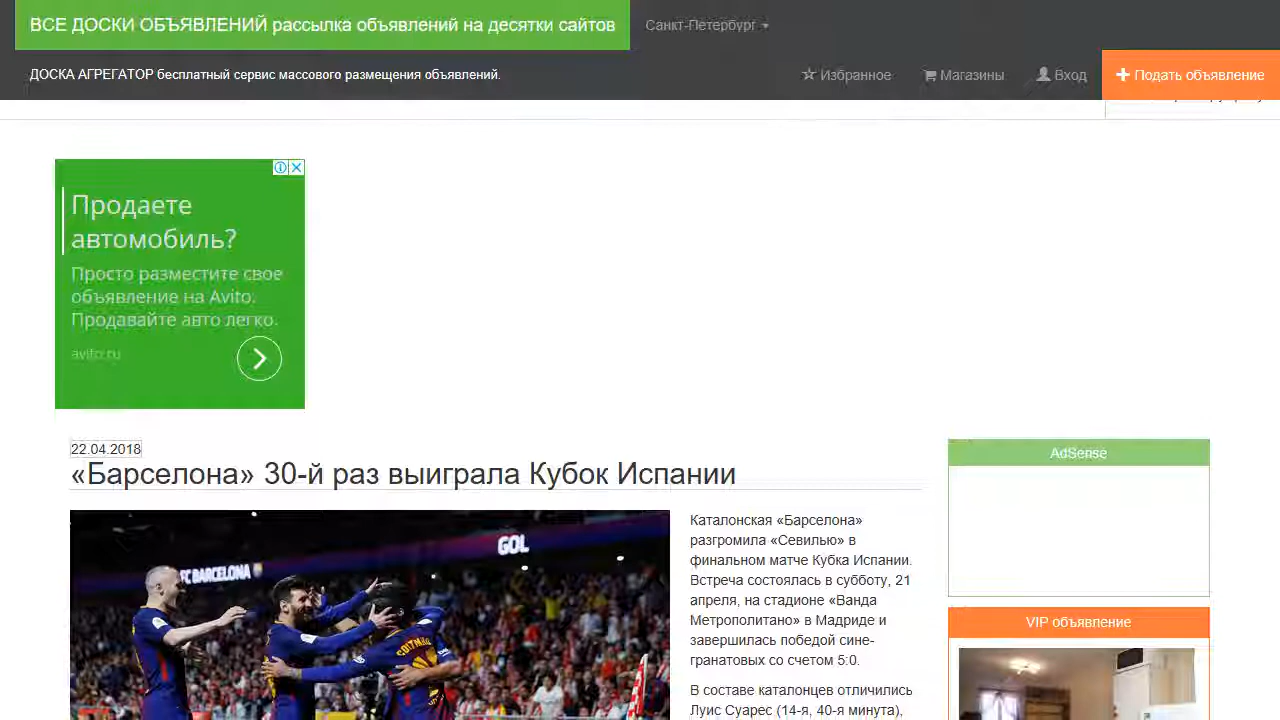 ВСЕ ДОСКИ ОБЪЯВЛЕНИЙ рассылка объявлений на десятки сайтов
Санкт-Петербург
ДОСКА АГРЕГАТОР бесплатный сервис массового размещения объявлений.
Избранное
Магазины
Вход
Подать объявление
Продаете
автомобиль?
Просто разместите свое
объявление на Avito.
Продавайте авто легко.
avito.ru
22.04.2018
«Барселона» 30-й раз выиграла Кубок Испании
GOL
FC BARCELONA
COUTINHO
Каталонская «Барселона»
разгромила «Севилью» в
финальном матче Кубка Испании.
Встреча состоялась в субботу, 21
апреля, на стадионе «Ванда
Метрополитано» в Мадриде и
завершилась победой сине-
гранатовых со счетом 5:0.
В составе каталонцев отличились
Луис Суарес (14-я, 40-я минута),
AdSense
VIP объявление